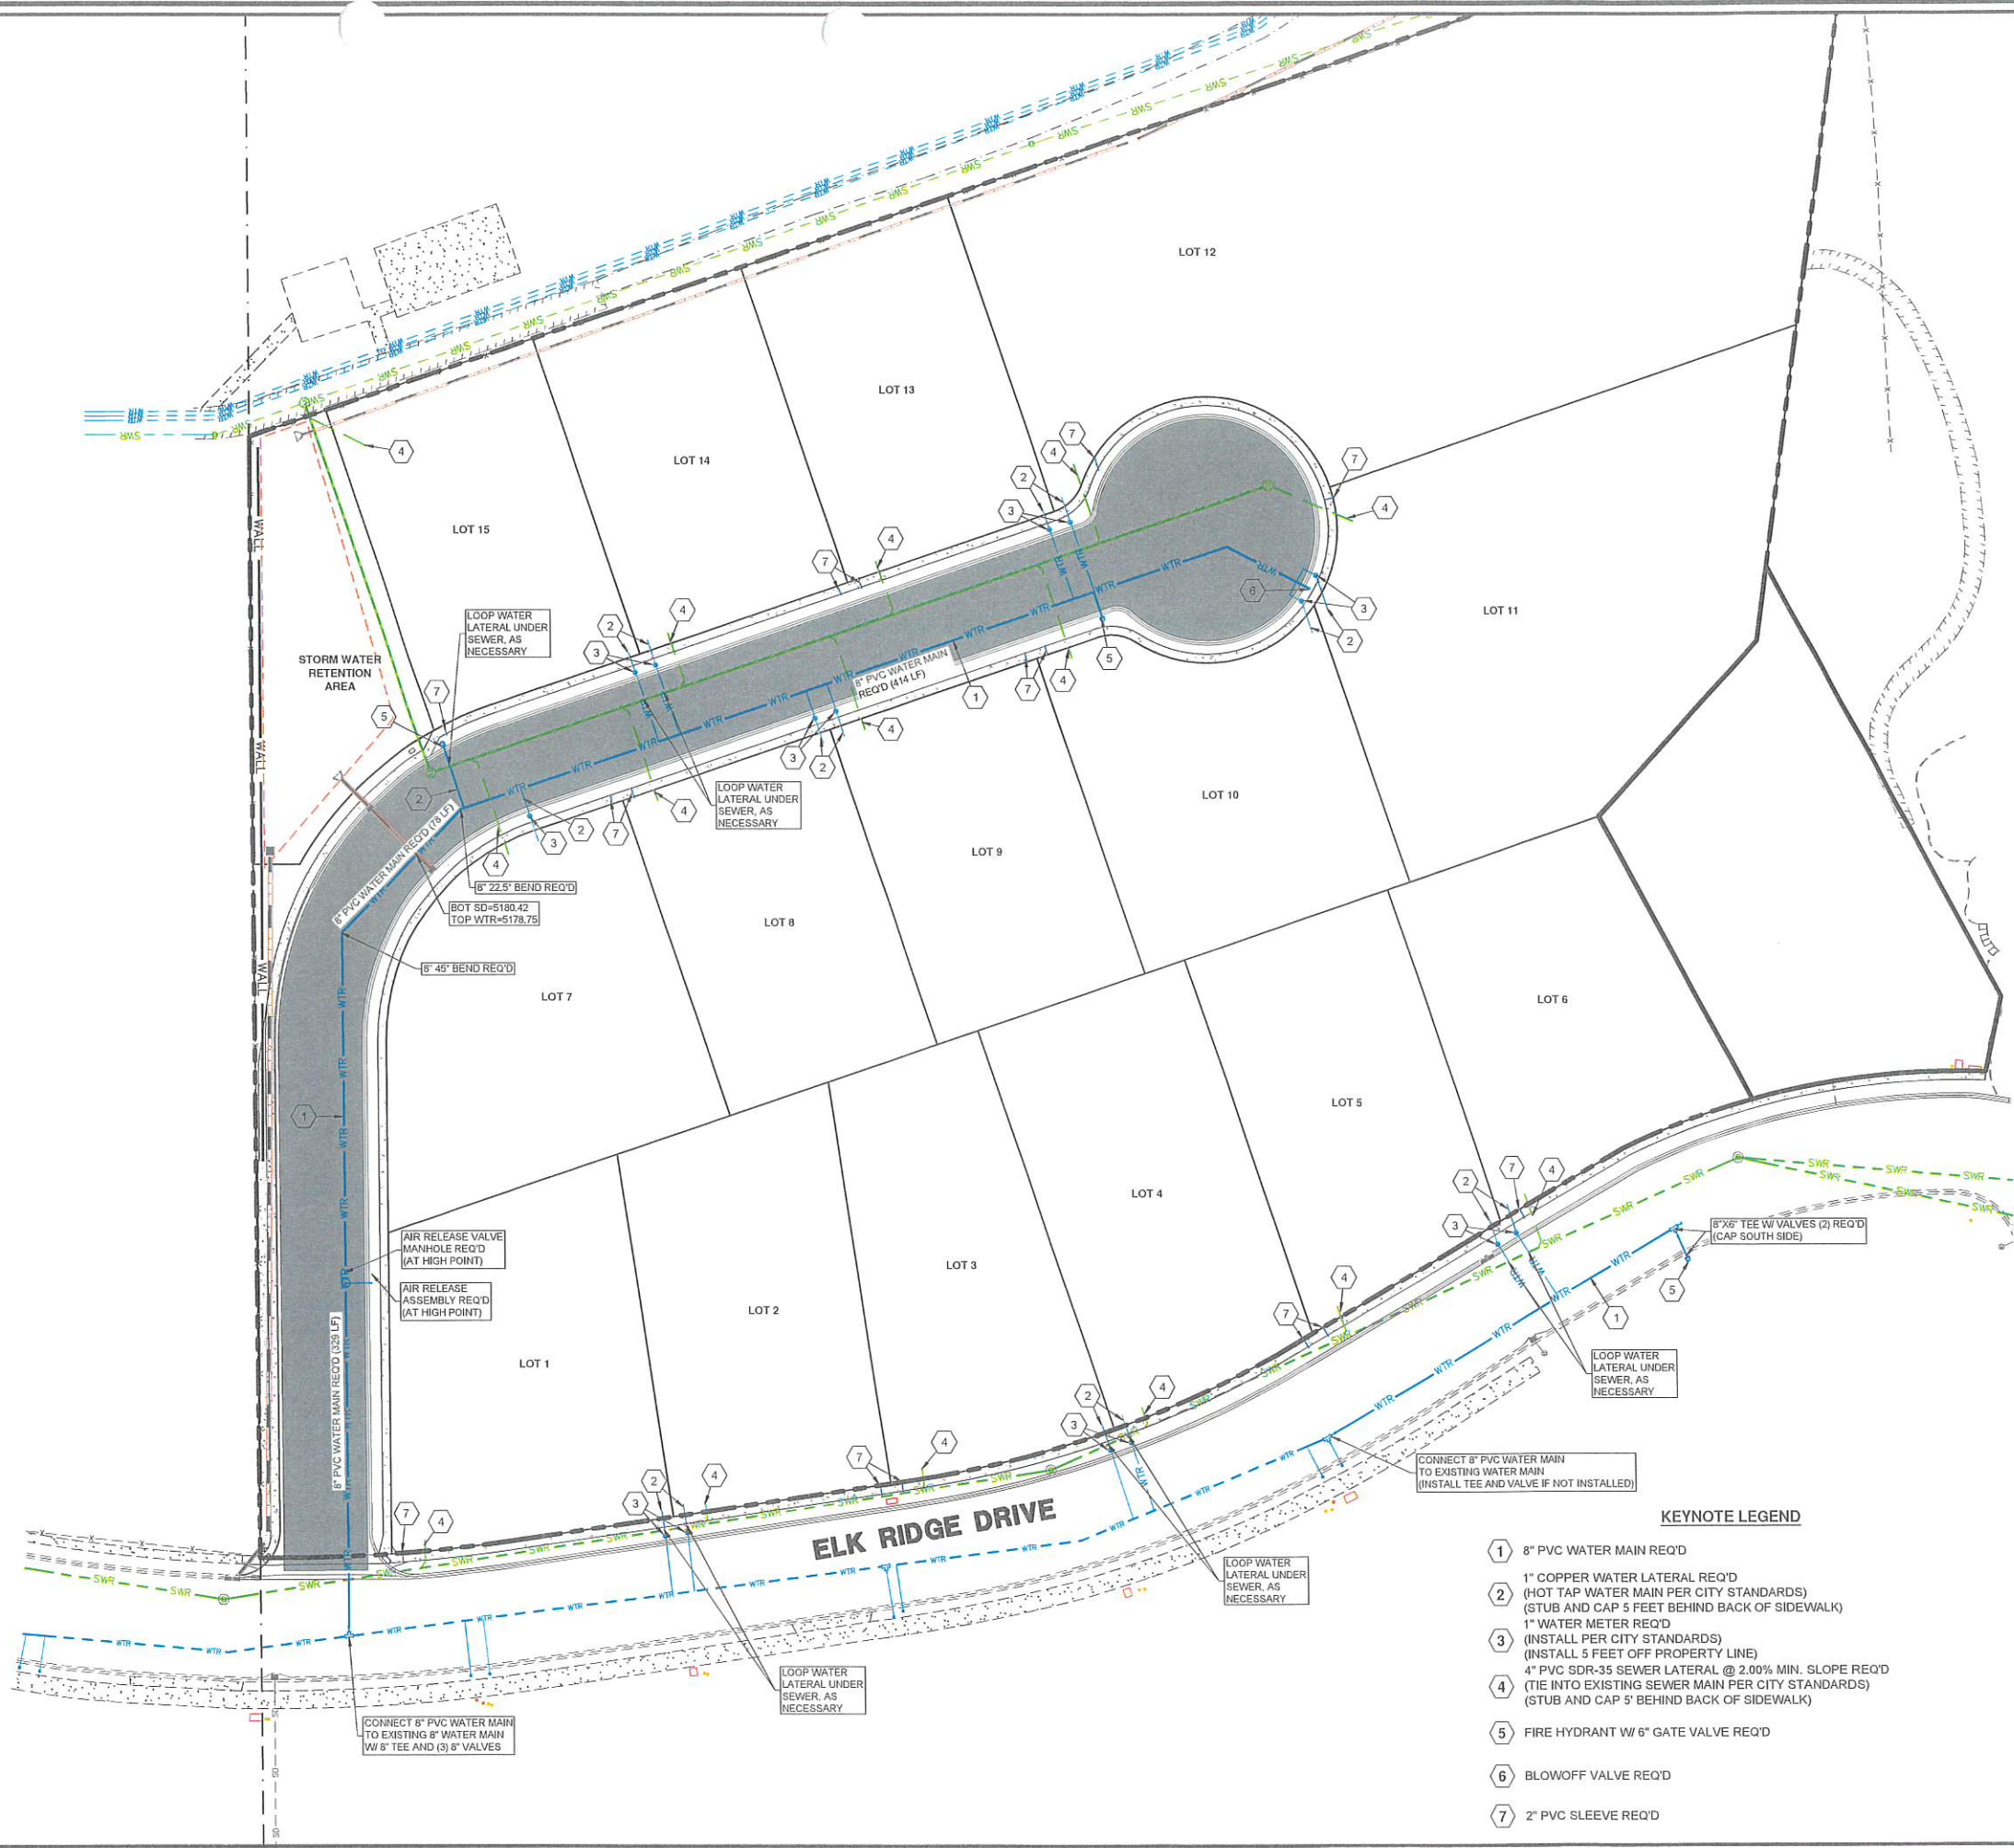 WTR
SWR
LOT 12
LOT 13
LOT 14
LOT 15
LOT 11
STORM WATER
RETENTION
AREA
WALL
WALL
WALL
LOOP WATER
LATERAL UNDER
SEWER, AS
NECESSARY
8" PVC WATER MAIN
REQ'D (414 LF)
LOOP WATER
LATERAL UNDER
SEWER, AS
NECESSARY
8" PVC WATER MAIN REQ'D (78 LF)
8" 22.5° BEND REQ'D
BOT SD=5180.42
TOP WTR=5178.75
8" 45° BEND REQ'D
LOT 10
LOT 9
LOT 8
LOT 7
LOT 6
LOT 5
LOT 4
LOT 3
LOT 2
LOT 1
AIR RELEASE VALVE
MANHOLE REQ'D
(AT HIGH POINT)
AIR RELEASE
ASSEMBLY REQ'D
(AT HIGH POINT)
8" PVC WATER MAIN REQ'D (329 LF)
8"X6" TEE W/ VALVES (2) REQ'D
(CAP SOUTH SIDE)
LOOP WATER
LATERAL UNDER
SEWER, AS
NECESSARY
CONNECT 8" PVC WATER MAIN
TO EXISTING WATER MAIN
(INSTALL TEE AND VALVE IF NOT INSTALLED)
ELK RIDGE DRIVE
LOOP WATER
LATERAL UNDER
SEWER, AS
NECESSARY
LOOP WATER
LATERAL UNDER
SEWER, AS
NECESSARY
CONNECT 8" PVC WATER MAIN
TO EXISTING 8" WATER MAIN
W/ 8" TEE AND (3) 8" VALVES
SD
SD
SD
KEYNOTE LEGEND
1 8" PVC WATER MAIN REQ'D
1" COPPER WATER LATERAL REQ'D
2 (HOT TAP WATER MAIN PER CITY STANDARDS)
(STUB AND CAP 5 FEET BEHIND BACK OF SIDEWALK)
1" WATER METER REQ'D
3 (INSTALL PER CITY STANDARDS)
(INSTALL 5 FEET OFF PROPERTY LINE)
4" PVC SDR-35 SEWER LATERAL @ 2.00% MIN. SLOPE REQ'D
4 (TIE INTO EXISTING SEWER MAIN PER CITY STANDARDS)
(STUB AND CAP 5' BEHIND BACK OF SIDEWALK)
5 FIRE HYDRANT W/ 6" GATE VALVE REQ'D
6 BLOWOFF VALVE REQ'D
7 2" PVC SLEEVE REQ'D